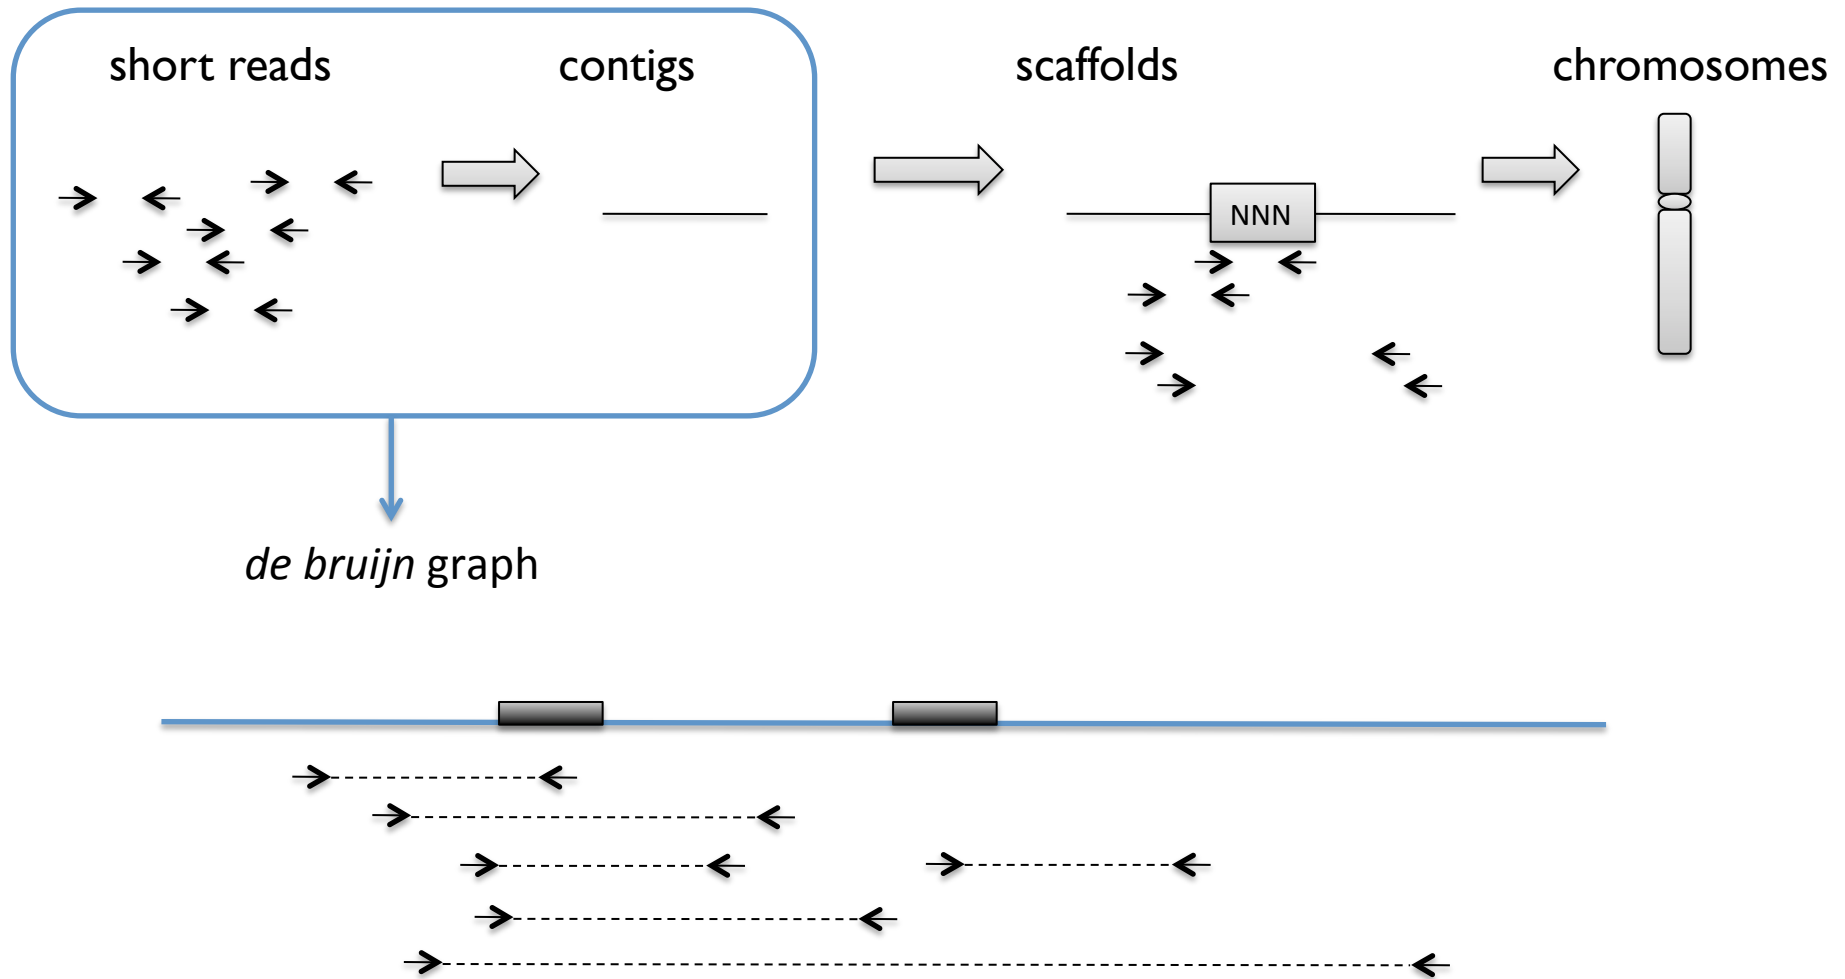 short reads
contigs
scaffolds
chromosomes
NNN
de bruijn graph